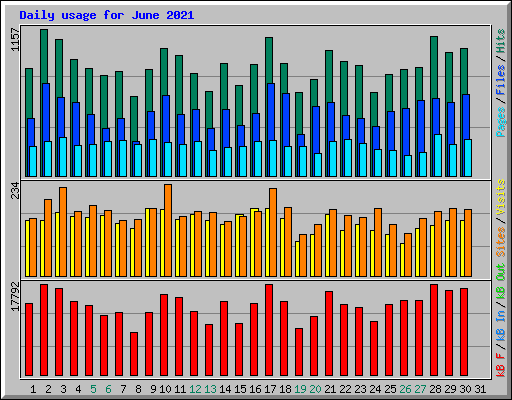 Daily usage for June 2021
1157
Pages / Files / Hits
234
Sites / Visits
17792
kB F / kB In / kB Out
1 2 3 4 5 6 7 8 9 10 11 12 13 14 15 16 17 18 19 20 21 22 23 24 25 26 27 28 29 30 31